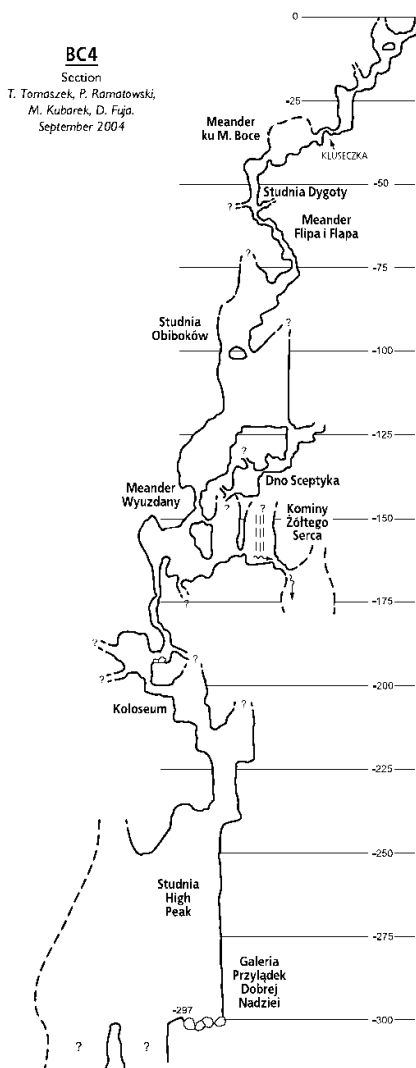 BC4
Section
T. Tomaszek, P. Ramatowski,
M. Kubarek, D. Fuja.
September 2004
0
-25
Meander
ku M. Boce
KLUSECZKA
-50
Studnia Dygoty
?
Meander
Flipa i Flapa
?
-75
Studnia
Obiboków
?
-100
-125
?
Dno Sceptyka
Meander
Wyuzdany
?
?
Kominy
Żółtego
Serca
-150
?
?
-175
?
?
?
-200
?
Koloseum
-225
-250
Studnia
High
Peak
-275
Galeria
Przylądek
Dobrej
Nadziei
-297
-300
?
?